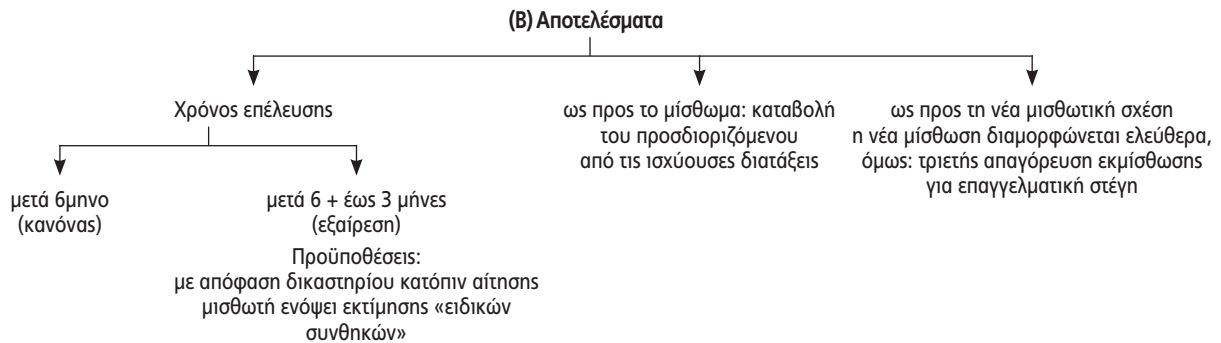 (Β) Αποτελέσματα
Χρόνος επέλευσης
μετά 6μηνο
(κανόνας)
μετά 6 + έως 3 μήνες
(εξαίρεση)
Προϋποθέσεις:
με απόφαση δικαστηρίου κατόπιν αίτησης
μισθωτή ενόψει εκτίμησης «ειδικών
συνθηκών»
ως προς το μίσθωμα: καταβολή
του προσδιοριζόμενου
από τις ισχύουσες διατάξεις
ως προς τη νέα μισθωτική σχέση
η νέα μίσθωση διαμορφώνεται ελεύθερα,
όμως: τριετής απαγόρευση εκμίσθωσης
για επαγγελματική στέγη